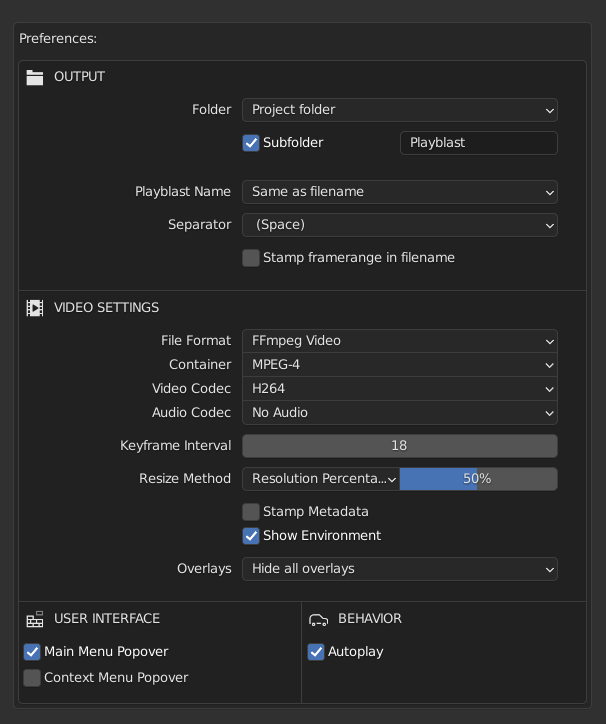 Preferences:
OUTPUT
Folder Project folder
Subfolder Playblast
Playblast Name Same as filename
Separator (Space)
Stamp framerange in filename
VIDEO SETTINGS
File Format FFmpeg Video
Container MPEG-4
Video Codec H264
Audio Codec No Audio
Keyframe Interval 18
Resize Method Resolution Percenta... 50%
Stamp Metadata
Show Environment
Overlays Hide all overlays
USER INTERFACE
Main Menu Popover
Context Menu Popover
BEHAVIOR
Autoplay